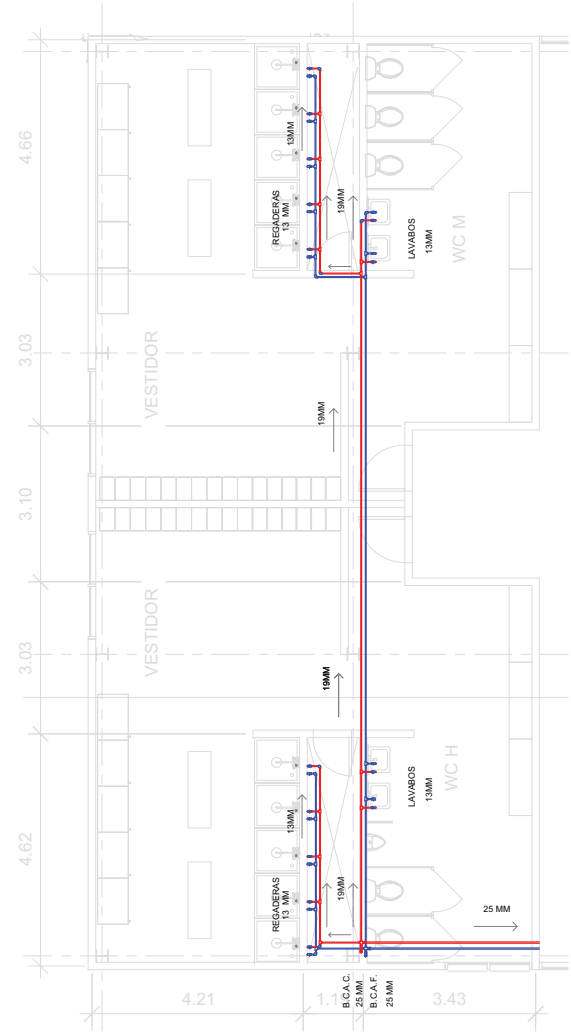 4.66
3.03
3.10
3.03
4.62
VESTIDOR
VESTIDOR
REGADERAS
13 MM
13MM
19MM
LAVABOS
13MM
WC M
19MM
19MM
REGADERAS
13 MM
13MM
19MM
LAVABOS
13MM
WC H
25 MM
B.C.A.C.
25 MM
B.C.A.F.
25 MM
4.21
3.43